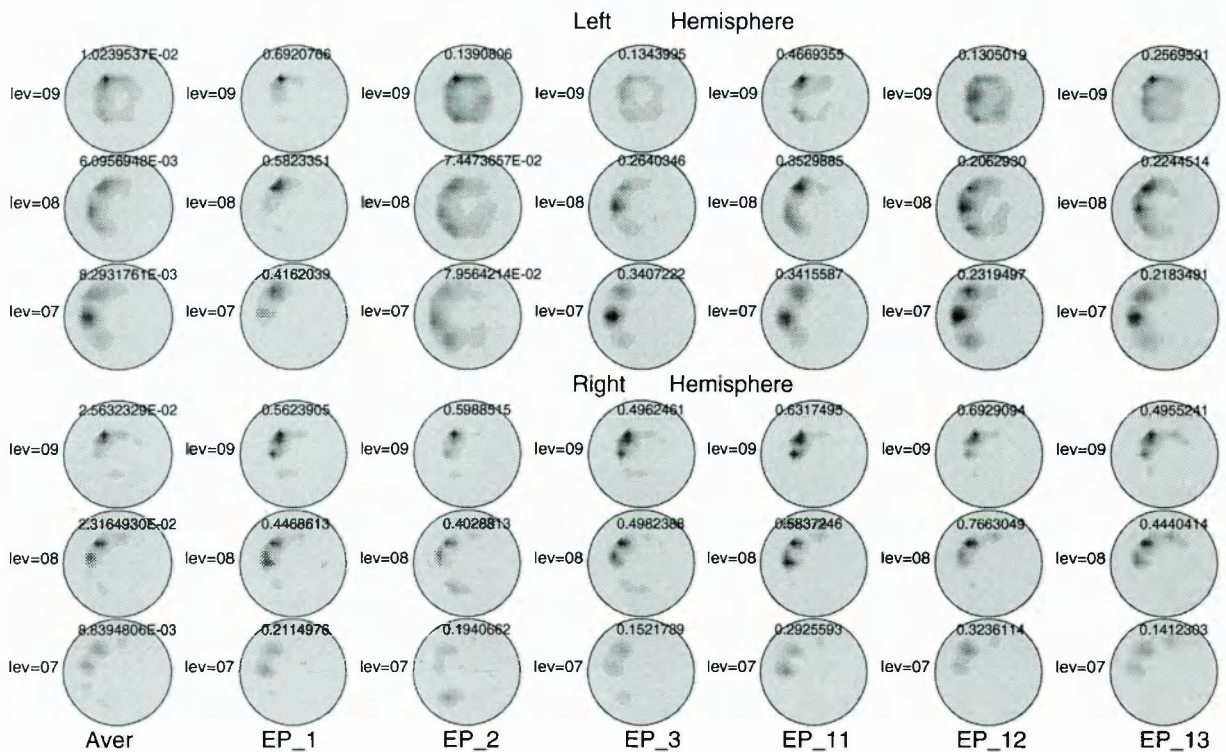 Left Hemisphere
1.0239537E-02 0.6920766 0.1390806 0.1343995 0.4669355 0.1305019 0.2569591
lev=09 lev=09 lev=09 lev=09 lev=09 lev=09 lev=09
6.0956948E-03 0.5823351 7.4473657E-02 0.2640346 0.3529885 0.2062930 0.2244514
lev=08 lev=08 lev=08 lev=08 lev=08 lev=08 lev=08
8.2931761E-03 0.4162039 7.9564214E-02 0.3407222 0.3415587 0.2319497 0.2183491
lev=07 lev=07 lev=07 lev=07 lev=07 lev=07 lev=07
Right Hemisphere
2.5632329E-02 0.5623905 0.5988515 0.4962461 0.6317495 0.6929094 0.4955241
lev=09 lev=09 lev=09 lev=09 lev=09 lev=09 lev=09
2.3164930E-02 0.4468613 0.4028813 0.4982388 0.5837246 0.7663049 0.4440414
lev=08 lev=08 lev=08 lev=08 lev=08 lev=08 lev=08
9.8394806E-03 0.2114976 0.1940662 0.1521789 0.2925593 0.3236114 0.1412303
lev=07 lev=07 lev=07 lev=07 lev=07 lev=07 lev=07
Aver EP_1 EP_2 EP_3 EP_11 EP_12 EP_13